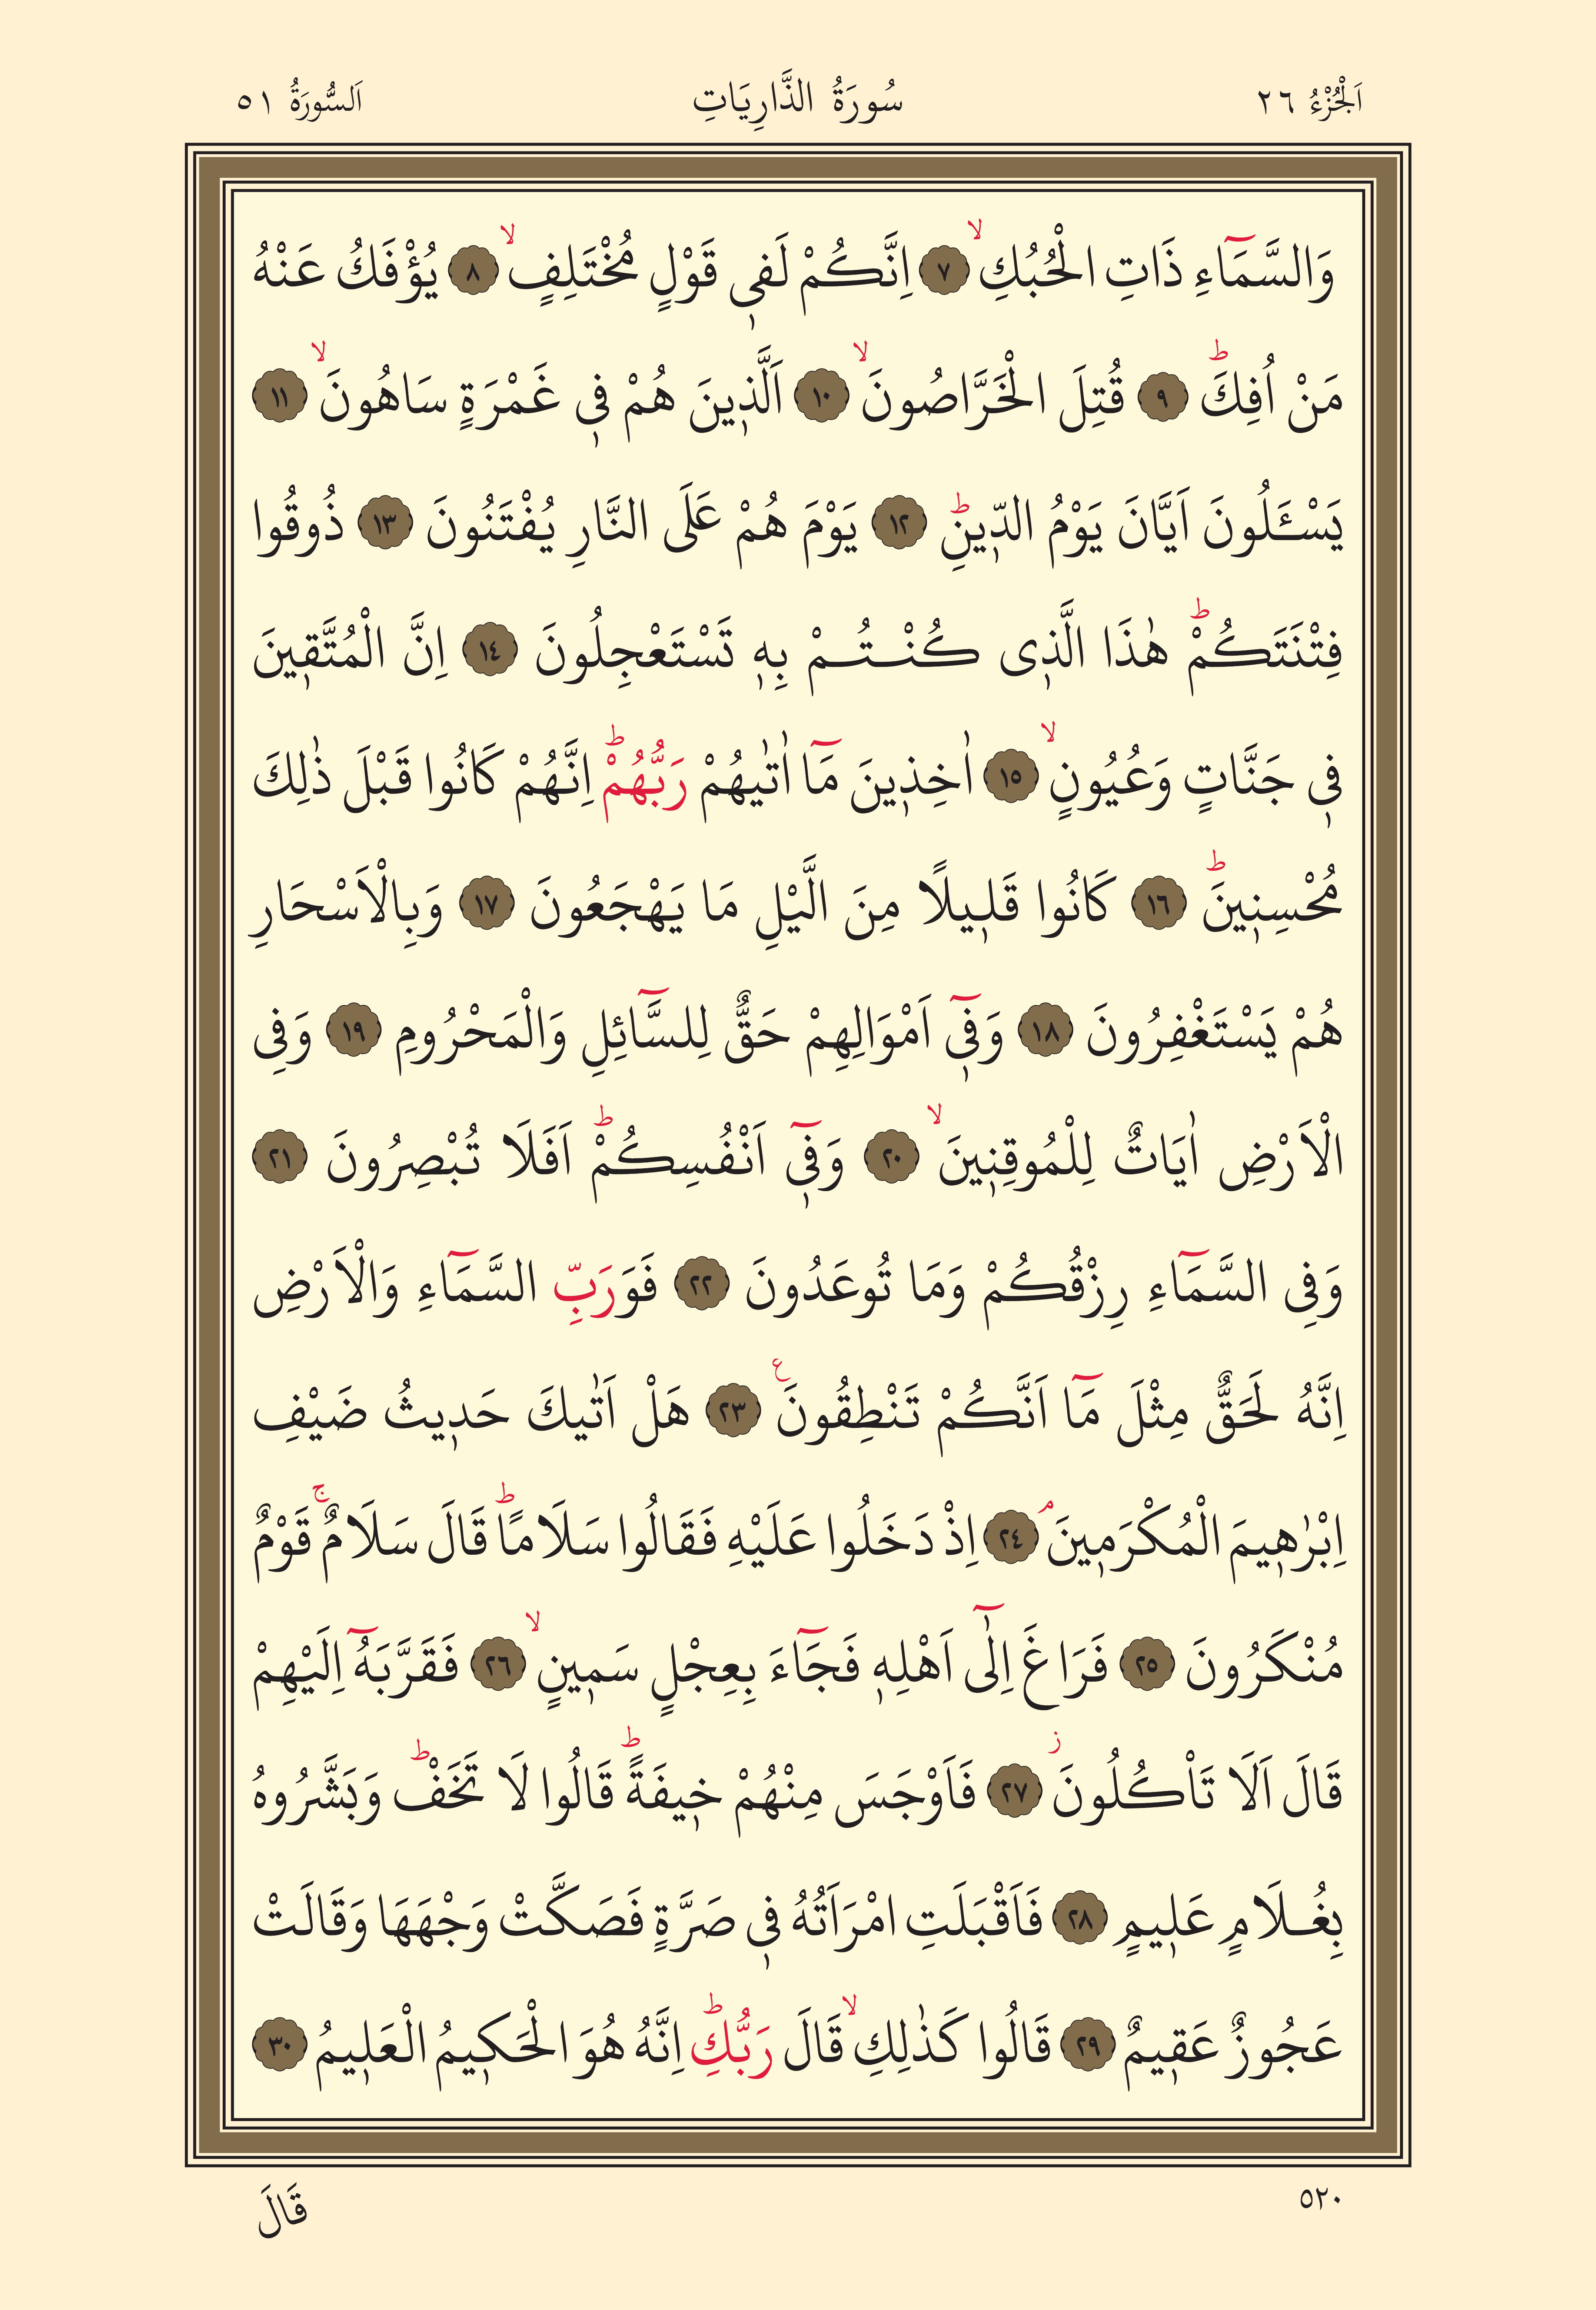 اَلْجُزْءُ ٢٦ سُورَةُ الذَّارِيَاتِ اَلسُّورَةُ ٥١
وَالسَّمَٓاءِ ذَاتِ الْحُبُكِۙ ٧ اِنَّكُمْ لَفٖي قَوْلٍ مُخْتَلِفٍۙ ٨ يُؤْفَكُ عَنْهُ
مَنْ اُفِكَؕ ٩ قُتِلَ الْخَرَّاصُونَۙ ١٠ اَلَّذٖينَ هُمْ فٖي غَمْرَةٍ سَاهُونَۙ ١١
يَسْـَٔلُونَ اَيَّانَ يَوْمُ الدّٖينِؕ ١٢ يَوْمَ هُمْ عَلَى النَّارِ يُفْتَنُونَ ١٣ ذُوقُوا
فِتْنَتَكُمْؕ هٰذَا الَّذٖى كُنْتُمْ بِهٖ تَسْتَعْجِلُونَ ١٤ اِنَّ الْمُتَّقٖينَ
فٖي جَنَّاتٍ وَعُيُونٍۙ ١٥ اٰخِذٖينَ مَٓا اٰتٰيهُمْ رَبُّهُمْؕ اِنَّهُمْ كَانُوا قَبْلَ ذٰلِكَ
مُحْسِنٖينَؕ ١٦ كَانُوا قَلٖيلًا مِنَ الَّيْلِ مَا يَهْجَعُونَ ١٧ وَبِالْاَسْحَارِ
هُمْ يَسْتَغْفِرُونَ ١٨ وَفٖٓي اَمْوَالِهِمْ حَقٌّ لِلسَّٓائِلِ وَالْمَحْرُومِ ١٩ وَفِي
الْاَرْضِ اٰيَاتٌ لِلْمُوقِنٖينَۙ ٢٠ وَفٖٓي اَنْفُسِكُمْؕ اَفَلَا تُبْصِرُونَ ٢١
وَفِى السَّمَٓاءِ رِزْقُكُمْ وَمَا تُوعَدُونَ ٢٢ فَوَرَبِّ السَّمَٓاءِ وَالْاَرْضِ
اِنَّهُ لَحَقٌّ مِثْلَ مَٓا اَنَّكُمْ تَنْطِقُونَ ع ٢٣ هَلْ اَتٰيكَ حَدٖيثُ ضَيْفِ
اِبْرٰهٖيمَ الْمُكْرَمٖينَۢ ٢٤ اِذْ دَخَلُوا عَلَيْهِ فَقَالُوا سَلَامًاؕ قَالَ سَلَامٌۚ قَوْمٌ
مُنْكَرُونَ ٢٥ فَرَاغَ اِلٰٓى اَهْلِهٖ فَجَٓاءَ بِعِجْلٍ سَمٖينٍۙ ٢٦ فَقَرَّبَهُٓ اِلَيْهِمْ
قَالَ اَلَا تَاْكُلُونَؗ ٢٧ فَاَوْجَسَ مِنْهُمْ خٖيفَةًؕ قَالُوا لَا تَخَفْؕ وَبَشَّرُوهُ
بِغُـلَامٍ عَلٖيمٍ ٢٨ فَاَقْبَلَتِ امْرَاَتُهُ فٖي صَرَّةٍ فَصَكَّتْ وَجْهَهَا وَقَالَتْ
عَجُوزٌ عَقٖيمٌ ٢٩ قَالُوا كَذٰلِكِۙ قَالَ رَبُّكِؕ اِنَّهُ هُوَ الْحَكٖيمُ الْعَلٖيمُ ٣٠
٥٢٠ قَالَ